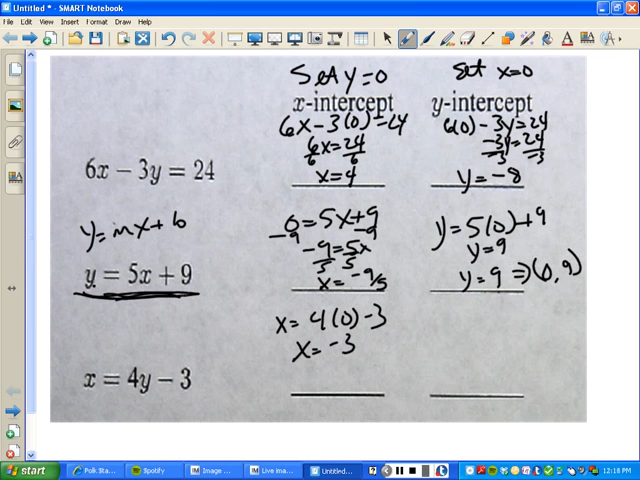 Untitled * - SMART Notebook
File Edit View Insert Format Tools Draw
Set y=0
set x=0
x-intercept y-intercept
6x-3(0)=24
6(0)-3y=24
6x=24
6 6
-3y=24
-3 -3
6x − 3y = 24
x=4
y=-8
y=mx+b
0=5x+9
-9 -9
y=5(0)+9
-9=5x
5 5
y=9
y = 5x + 9
x=-9/5
y=9 ⇒(0,9)
x=4(0)-3
x=-3
x = 4y − 3
start
Polk Sta...
Spotify
Image ...
Live ima...
Untitled...
12:18 PM